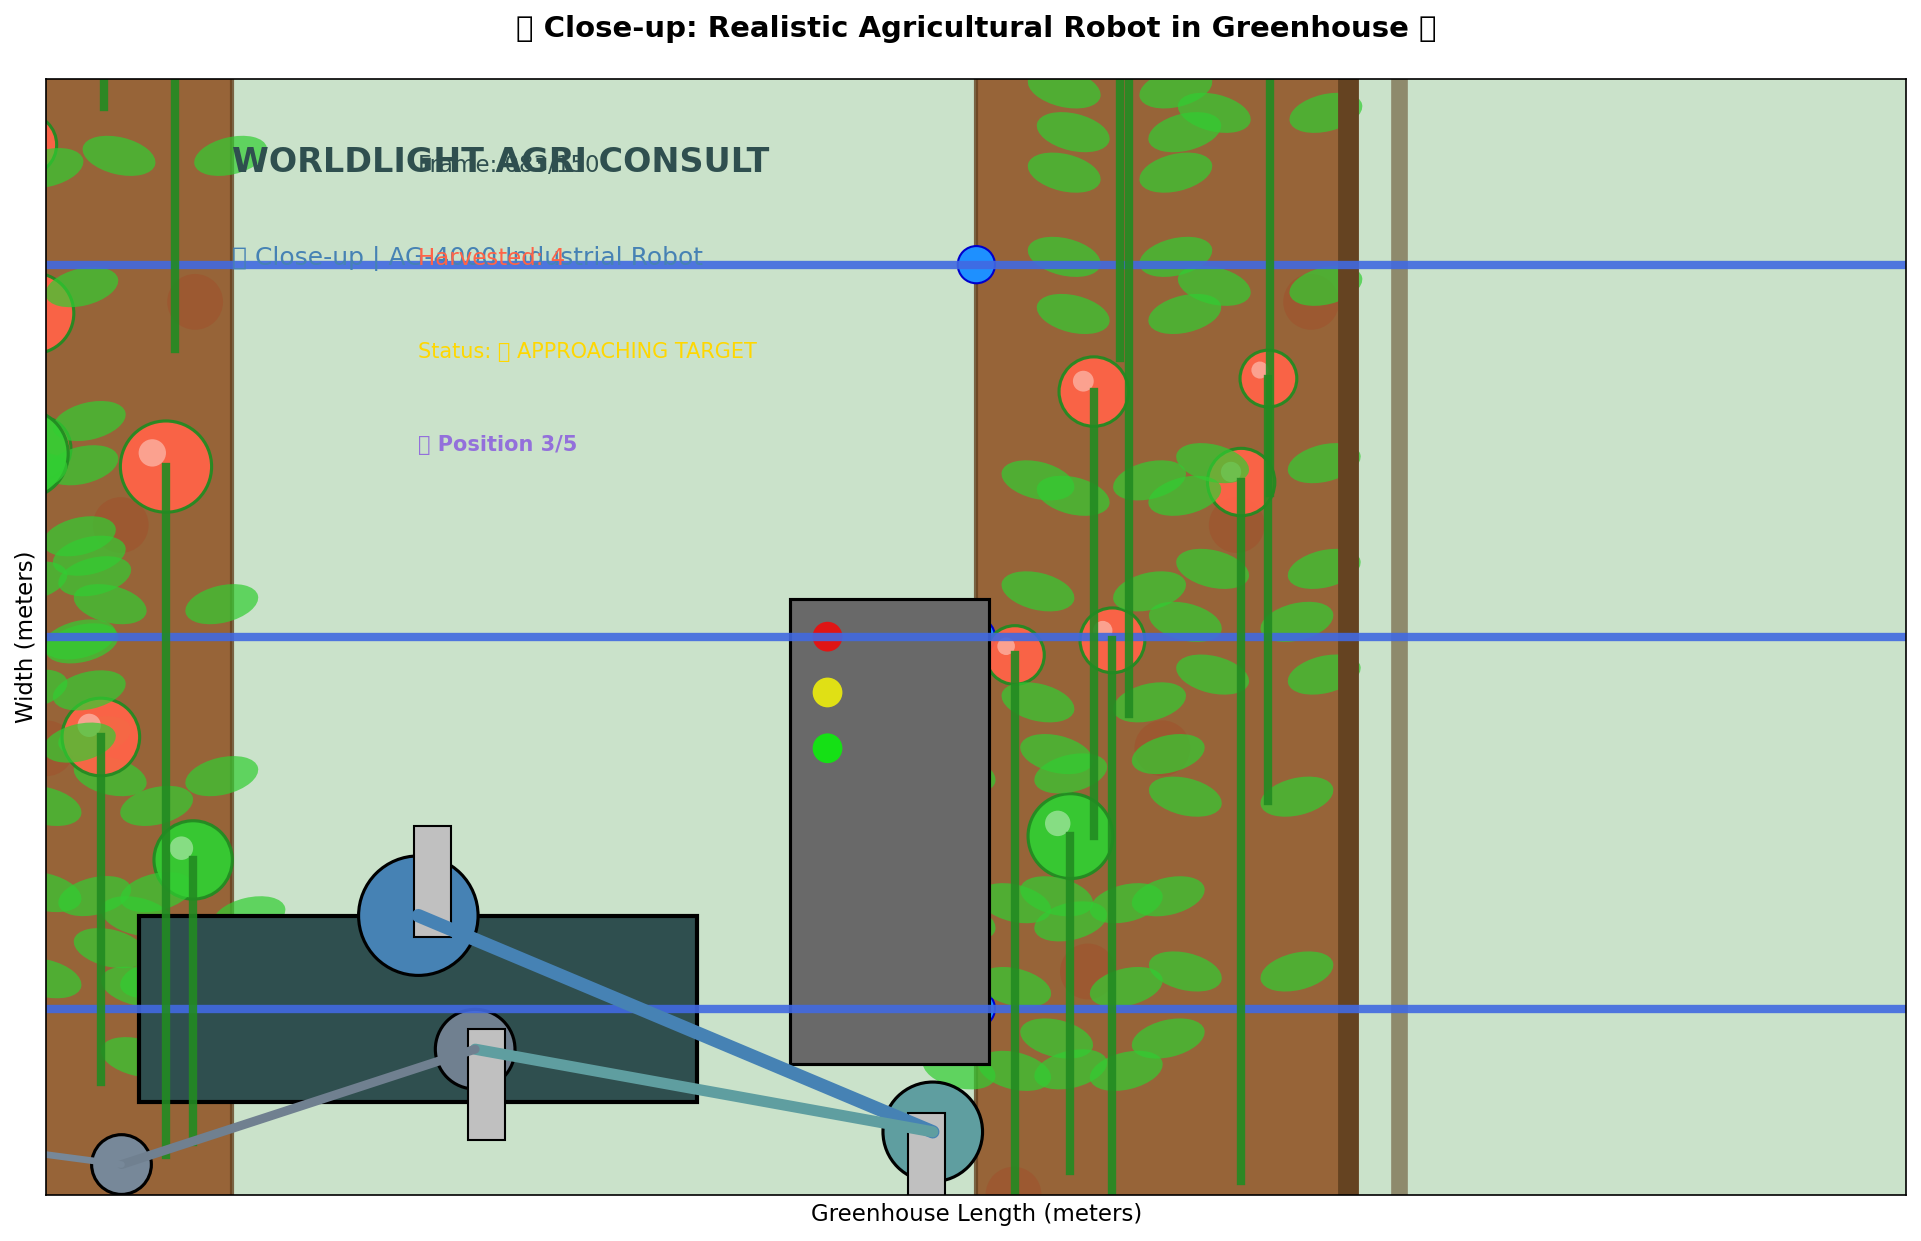 Close-up: Realistic Agricultural Robot in Greenhouse
WORLDLIGHT AGRI CONSULT
Frame: 083/150
Close-up | AG-4000 Industrial Robot
Harvested: 4
Status: APPROACHING TARGET
Position 3/5
Width (meters)
Greenhouse Length (meters)